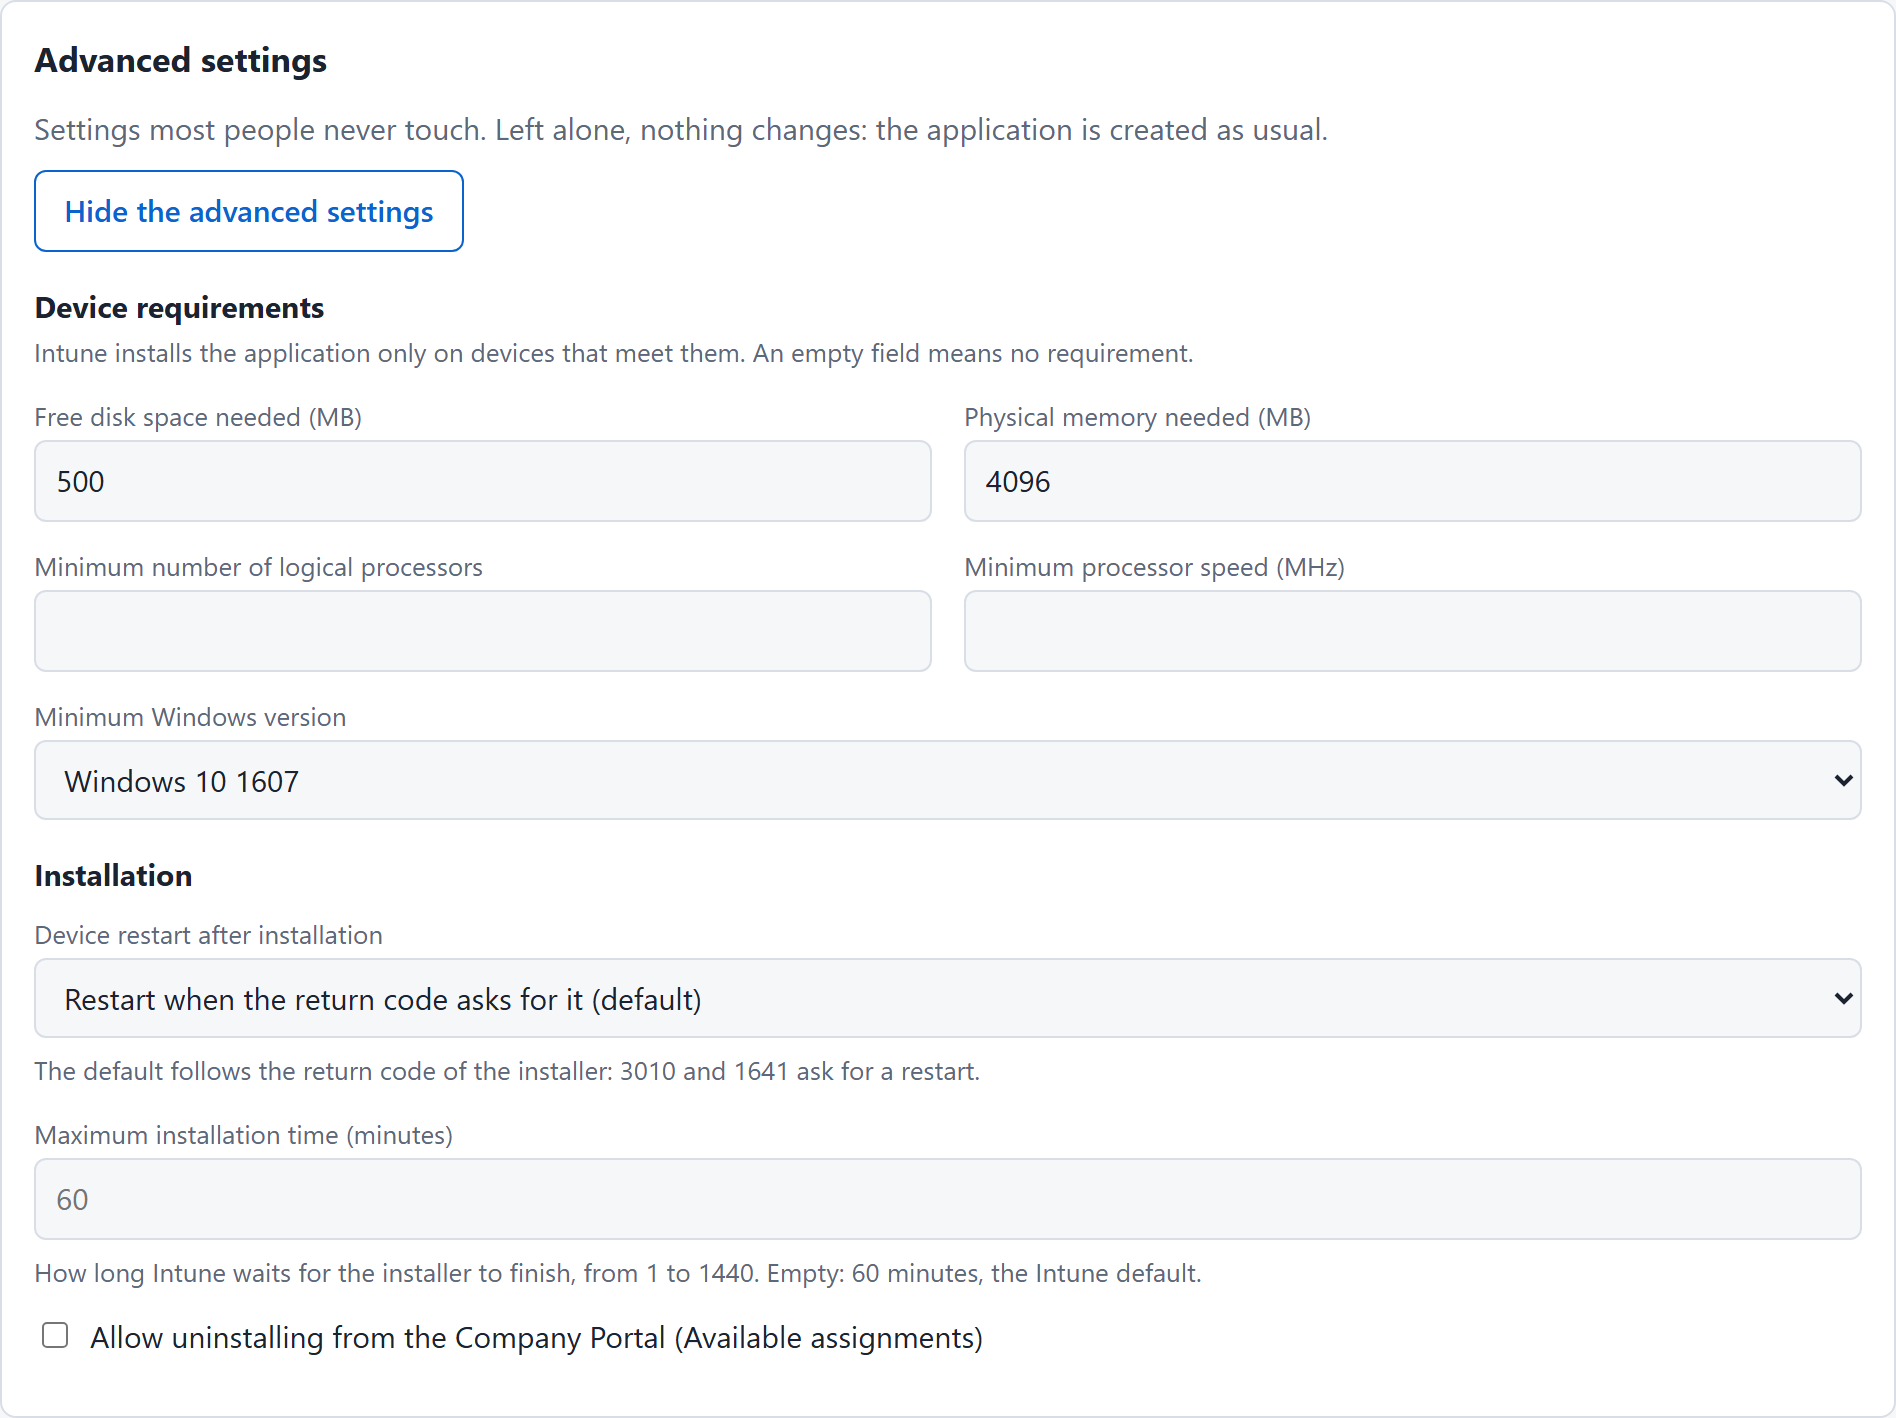 Advanced settings
Settings most people never touch. Left alone, nothing changes: the application is created as usual.
Hide the advanced settings
Device requirements
Intune installs the application only on devices that meet them. An empty field means no requirement.
Free disk space needed (MB)
Physical memory needed (MB)
500
4096
Minimum number of logical processors
Minimum processor speed (MHz)
Minimum Windows version
Windows 10 1607
Installation
Device restart after installation
Restart when the return code asks for it (default)
The default follows the return code of the installer: 3010 and 1641 ask for a restart.
Maximum installation time (minutes)
60
How long Intune waits for the installer to finish, from 1 to 1440. Empty: 60 minutes, the Intune default.
Allow uninstalling from the Company Portal (Available assignments)